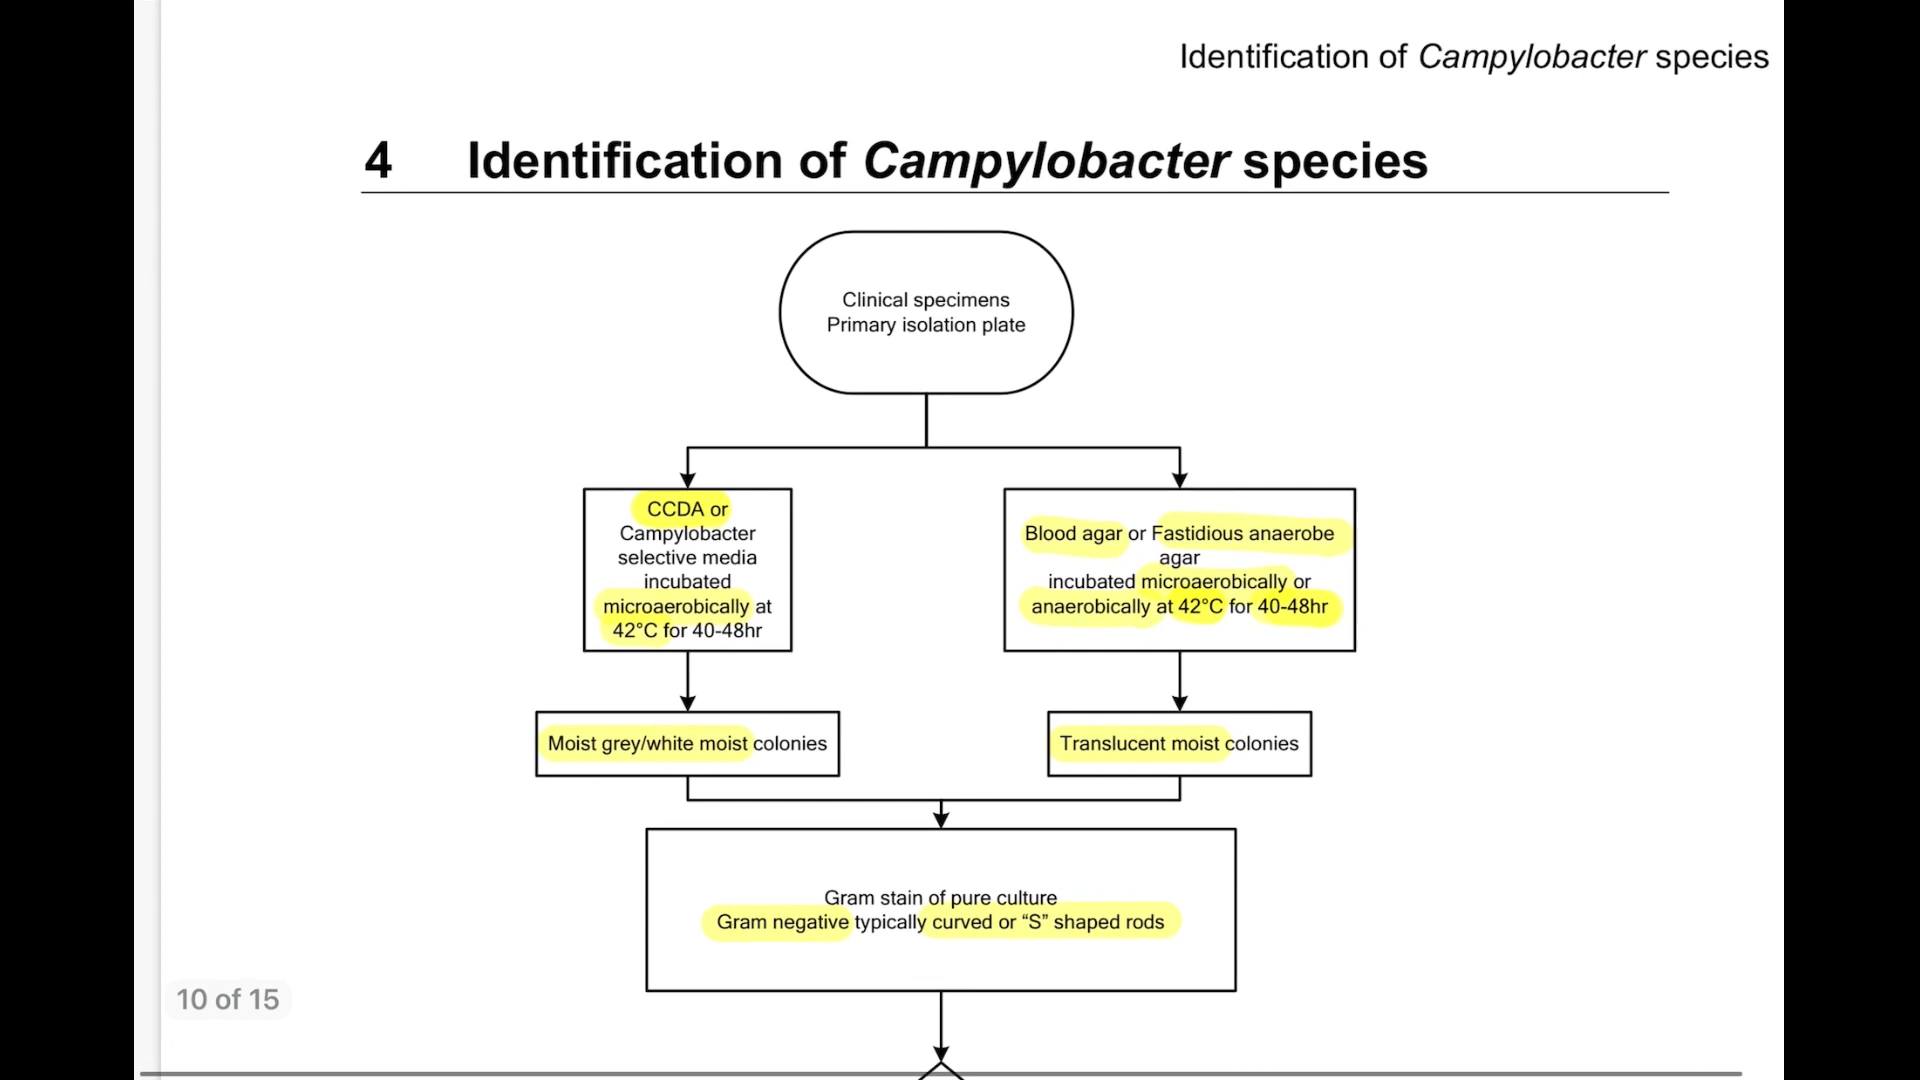 Identification of Campylobacter species
4 Identification of Campylobacter species
Clinical specimens
Primary isolation plate
CCDA or
Campylobacter
selective media
incubated
microaerobically at
42°C for 40-48hr
Blood agar or Fastidious anaerobe
agar
incubated microaerobically or
anaerobically at 42°C for 40-48hr
Moist grey/white moist colonies
Translucent moist colonies
Gram stain of pure culture
Gram negative typically curved or “S” shaped rods
10 of 15